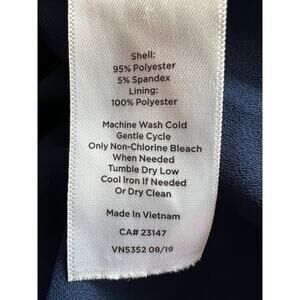 Shell:
95% Polyester
5% Spandex
Lining:
100% Polyester
Machine Wash Cold
Gentle Cycle
Only Non-Chlorine Bleach
When Needed
Tumble Dry Low
Cool Iron If Needed
Or Dry Clean
Made In Vietnam
CA# 23147
VN5352 08/19